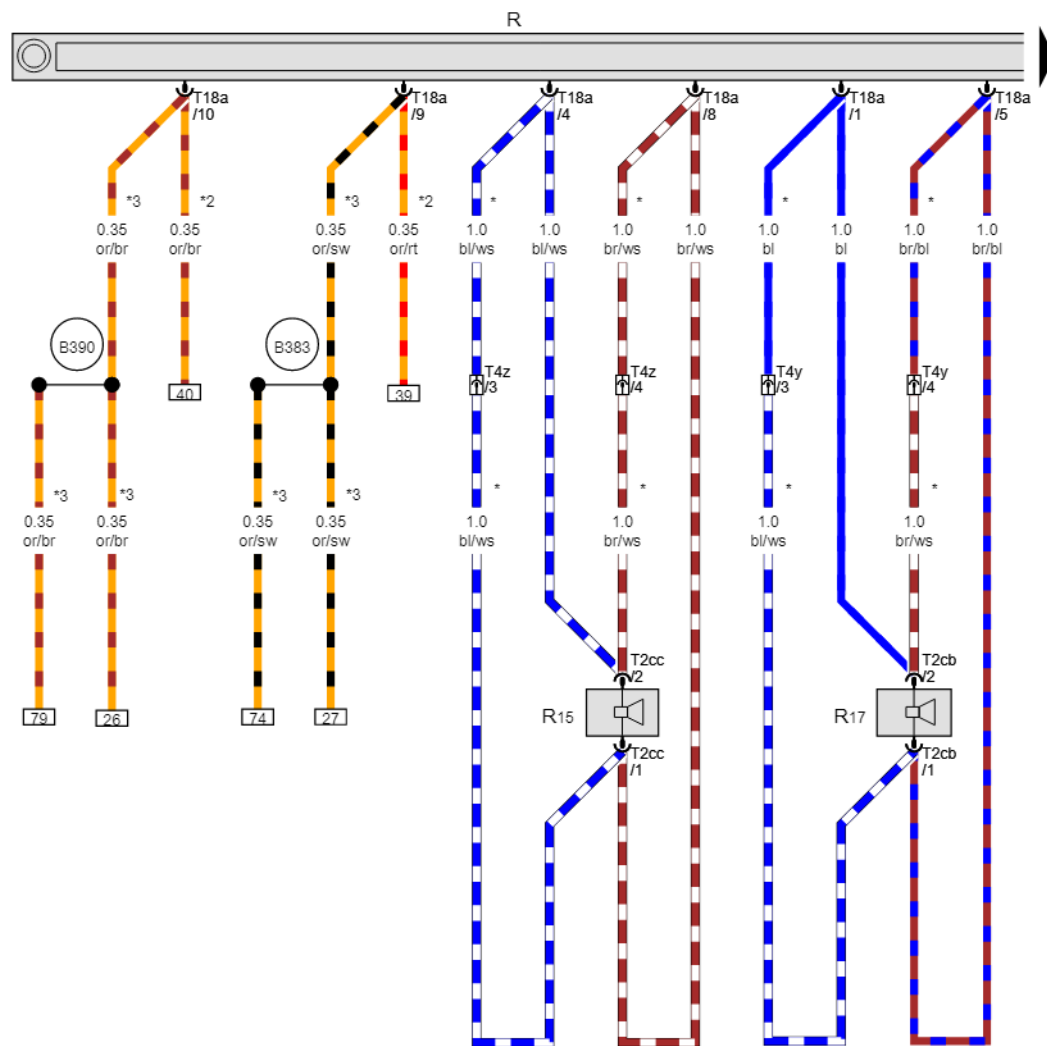 R
T18a /10
T18a /9
T18a /4
T18a /8
T18a /1
T18a /5
*3 *2 *3 *2 * * * *
0.35 0.35 0.35 0.35 1.0 1.0 1.0 1.0 1.0 1.0 1.0 1.0
or/br or/br or/sw or/rt bl/ws bl/ws br/ws br/ws bl bl br/bl br/bl
B390 B383
T4z /3
T4z /4
T4y /3
T4y /4
40 39
*3 *3 *3 *3 * * * *
0.35 0.35 0.35 0.35 1.0 1.0 1.0 1.0
or/br or/br or/sw or/sw bl/ws br/ws bl/ws br/ws
T2cc /2
T2cb /2
79 26 74 27 R15 R17
T2cc /1
T2cb /1